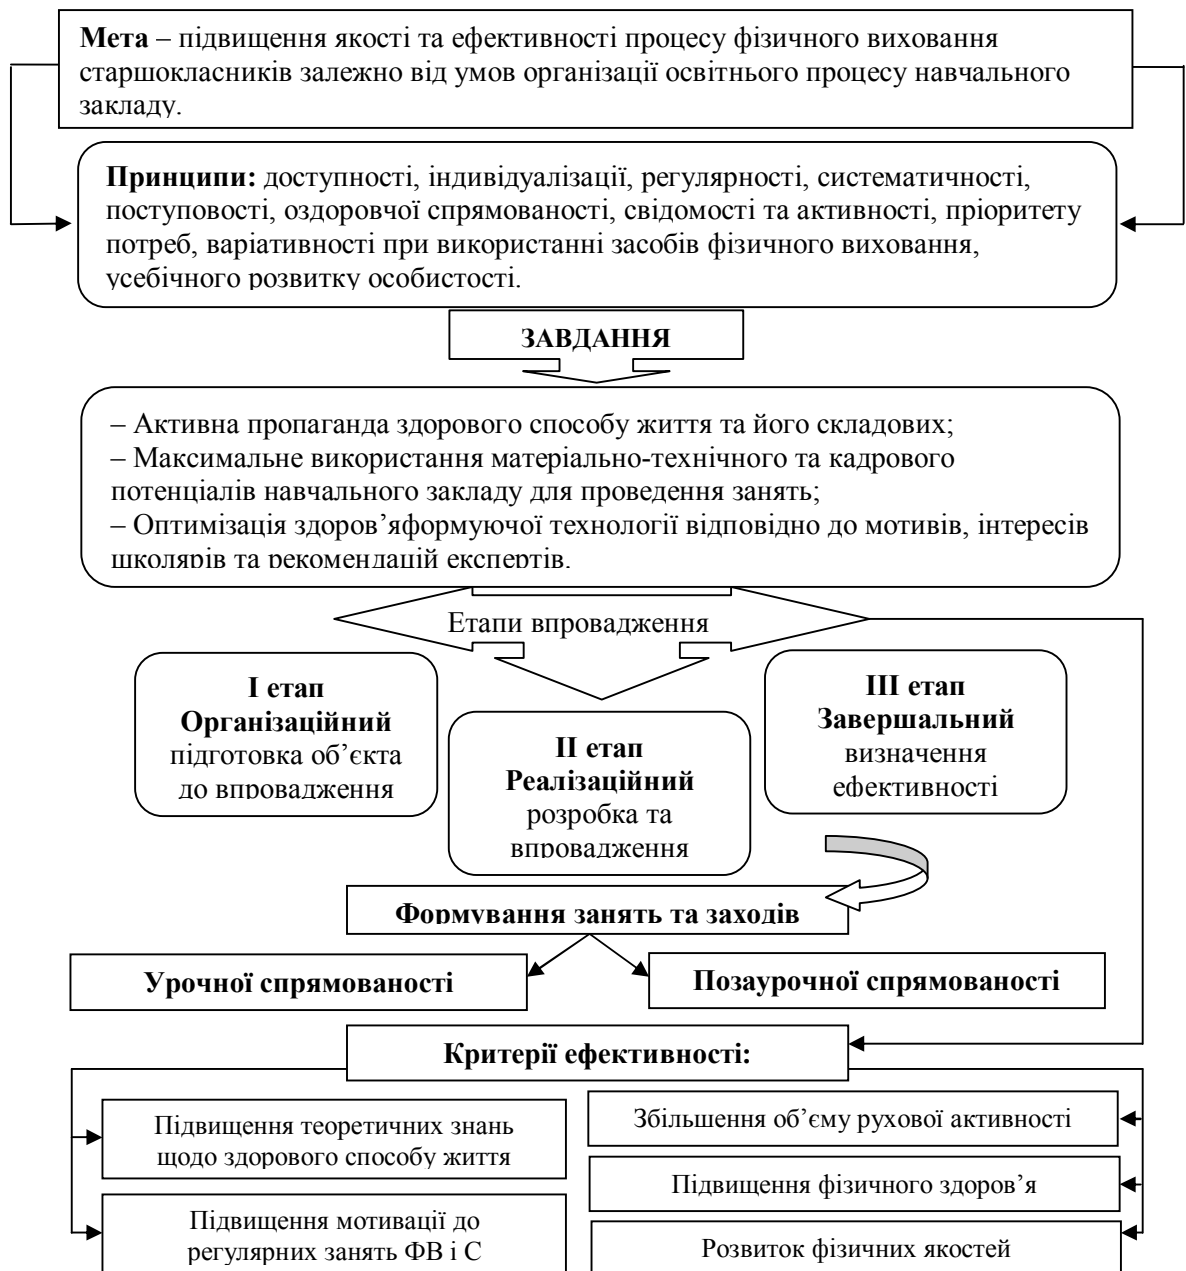 Мета – підвищення якості та ефективності процесу фізичного виховання
старшокласників залежно від умов організації освітнього процесу навчального
закладу.
Принципи: доступності, індивідуалізації, регулярності, систематичності,
поступовості, оздоровчої спрямованості, свідомості та активності, пріоритету
потреб, варіативності при використанні засобів фізичного виховання,
усебічного розвитку особистості.
ЗАВДАННЯ
– Активна пропаганда здорового способу життя та його складових;
– Максимальне використання матеріально-технічного та кадрового
потенціалів навчального закладу для проведення занять;
– Оптимізація здоров’яформуючої технології відповідно до мотивів, інтересів
школярів та рекомендацій експертів.
Етапи впровадження
І етап
Організаційний
підготовка об’єкта
до впровадження
ІІ етап
Реалізаційний
розробка та
впровадження
ІІІ етап
Завершальний
визначення
ефективності
Формування занять та заходів
Урочної спрямованості
Позаурочної спрямованості
Критерії ефективності:
Підвищення теоретичних знань
щодо здорового способу життя
Підвищення мотивації до
регулярних занять ФВ і С
Збільшення об’єму рухової активності
Підвищення фізичного здоров’я
Розвиток фізичних якостей